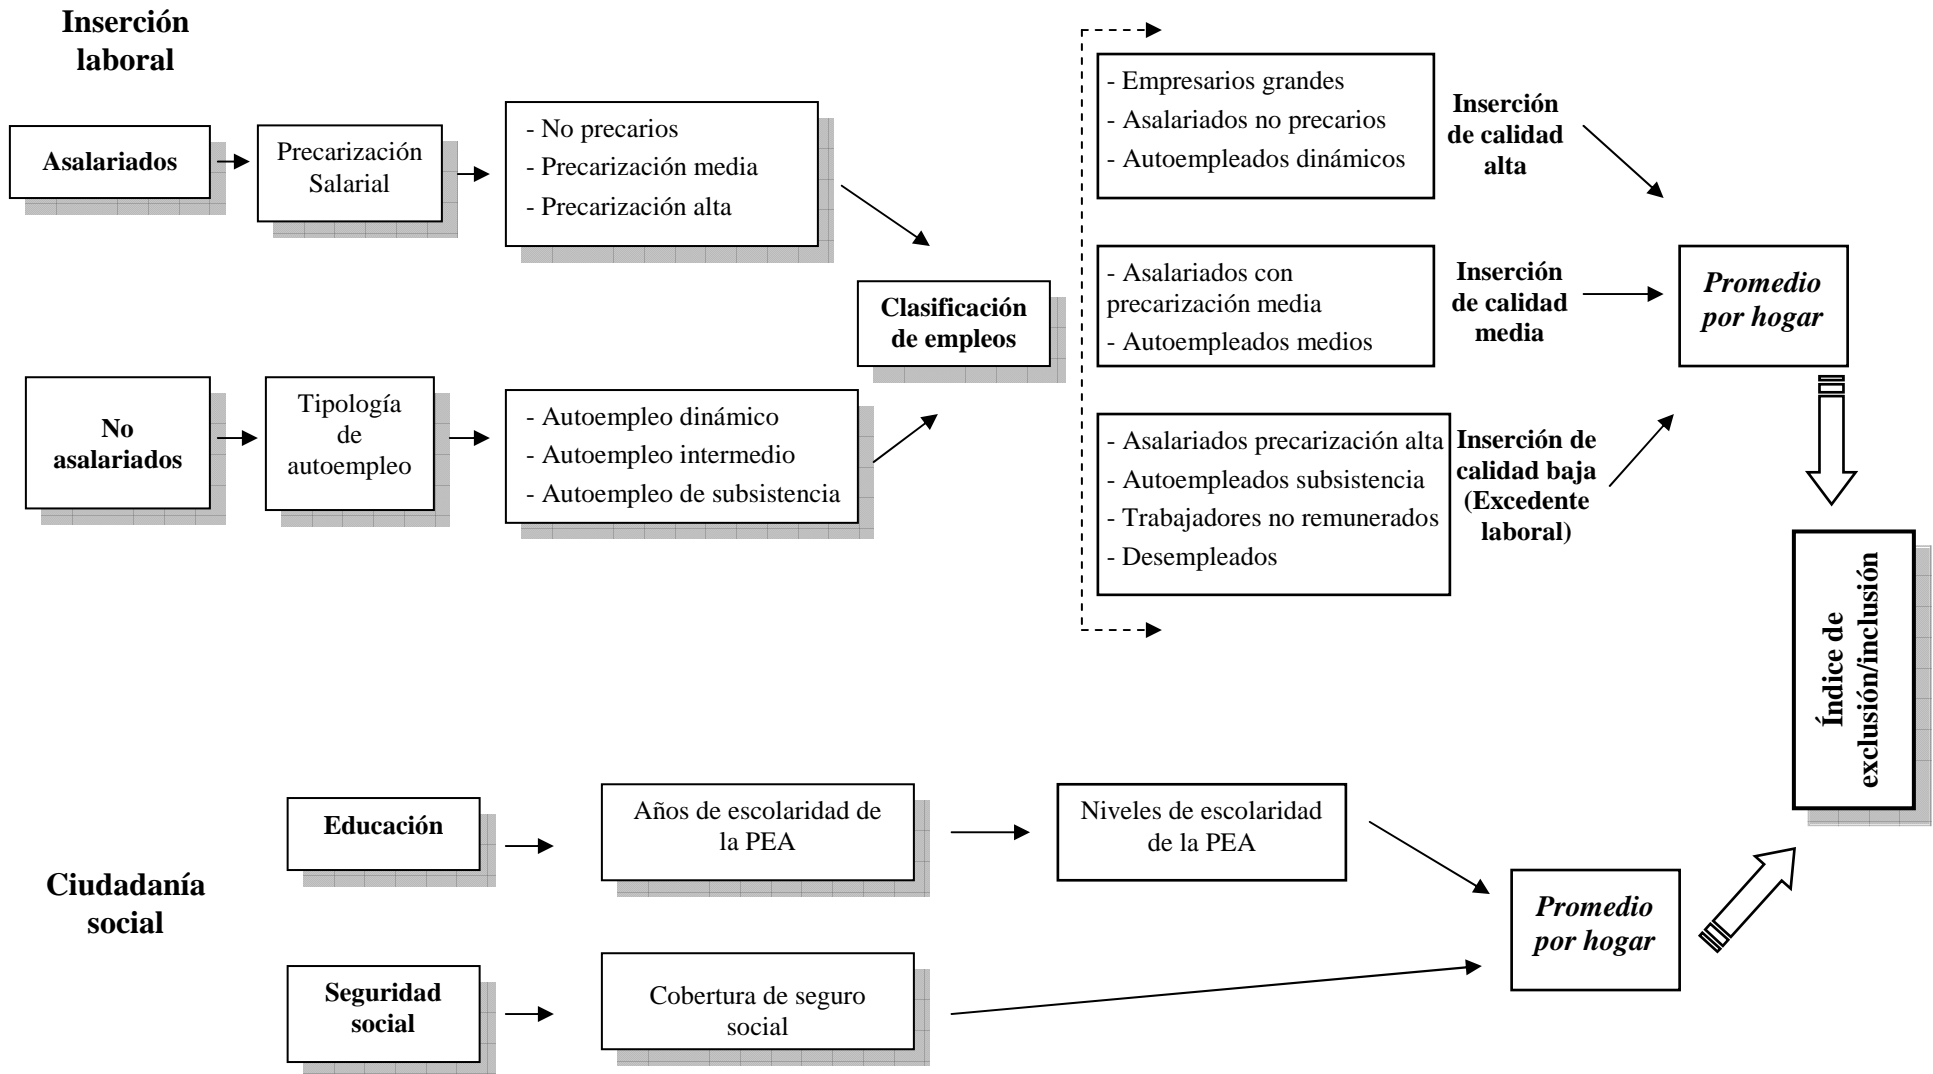 Inserción
laboral
Asalariados
Precarización
Salarial
- No precarios
- Precarización media
- Precarización alta
No
asalariados
Tipología
de
autoempleo
- Autoempleo dinámico
- Autoempleo intermedio
- Autoempleo de subsistencia
Clasificación
de empleos
- Empresarios grandes
- Asalariados no precarios
- Autoempleados dinámicos
Inserción
de calidad
alta
- Asalariados con
precarización media
- Autoempleados medios
Inserción
de calidad
media
- Asalariados precarización alta
- Autoempleados subsistencia
- Trabajadores no remunerados
- Desempleados
Inserción de
calidad baja
(Excedente
laboral)
Promedio
por hogar
Índice de
exclusión/inclusión
Ciudadanía
social
Educación
Años de escolaridad de
la PEA
Niveles de escolaridad
de la PEA
Seguridad
social
Cobertura de seguro
social
Promedio
por hogar